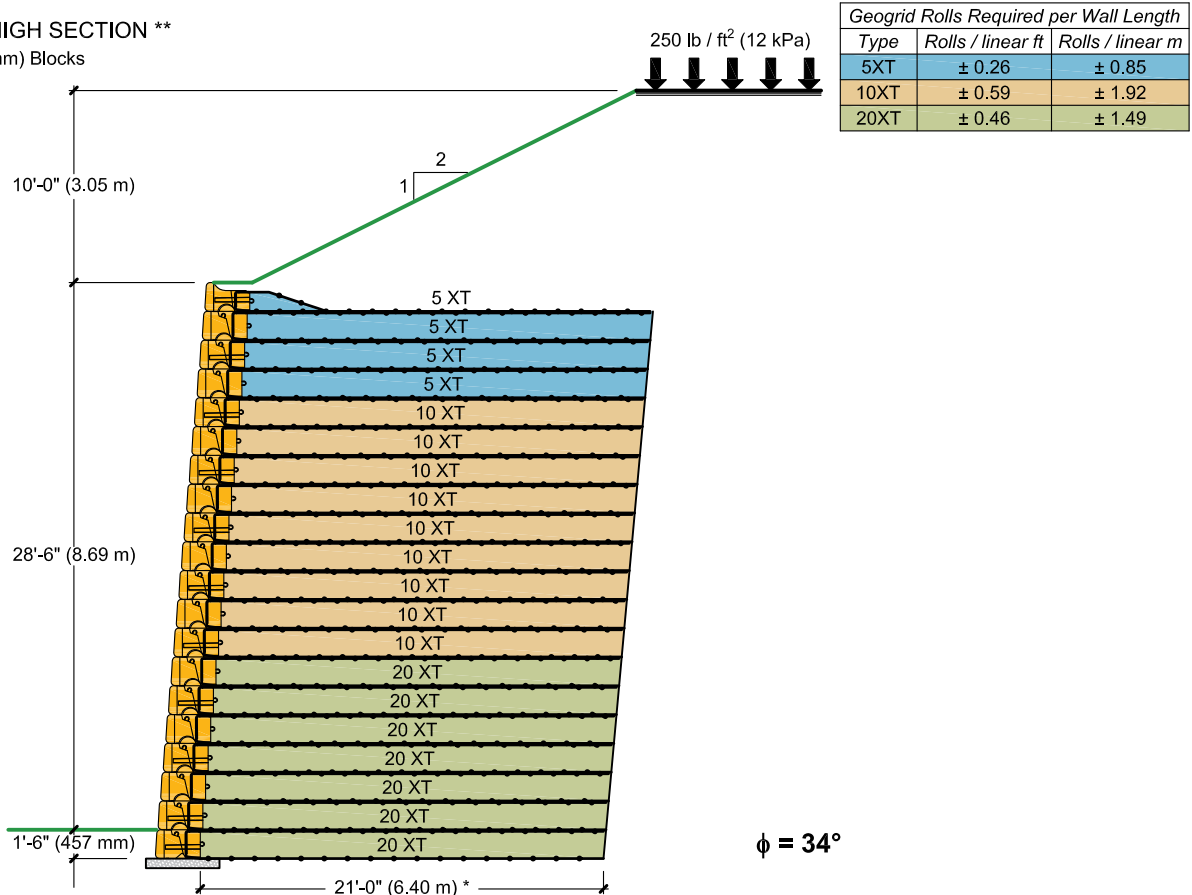 HIGH SECTION **
mm) Blocks
250 lb / ft² (12 kPa)
Geogrid Rolls Required per Wall Length
Type Rolls / linear ft Rolls / linear m
5XT ± 0.26 ± 0.85
10XT ± 0.59 ± 1.92
20XT ± 0.46 ± 1.49
2
1
10'-0" (3.05 m)
5 XT
5 XT
5 XT
5 XT
10 XT
10 XT
10 XT
10 XT
10 XT
10 XT
10 XT
10 XT
10 XT
28'-6" (8.69 m)
20 XT
20 XT
20 XT
20 XT
20 XT
20 XT
20 XT
1'-6" (457 mm)
ϕ = 34°
21'-0" (6.40 m) *